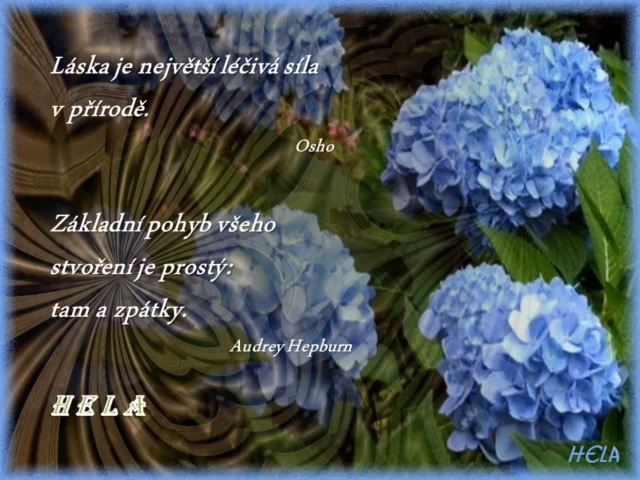 Láska je největší léčivá síla
v přírodě.
Osho
Základní pohyb všeho
stvoření je prostý:
tam a zpátky.
Audrey Hepburn
HELA
HELA